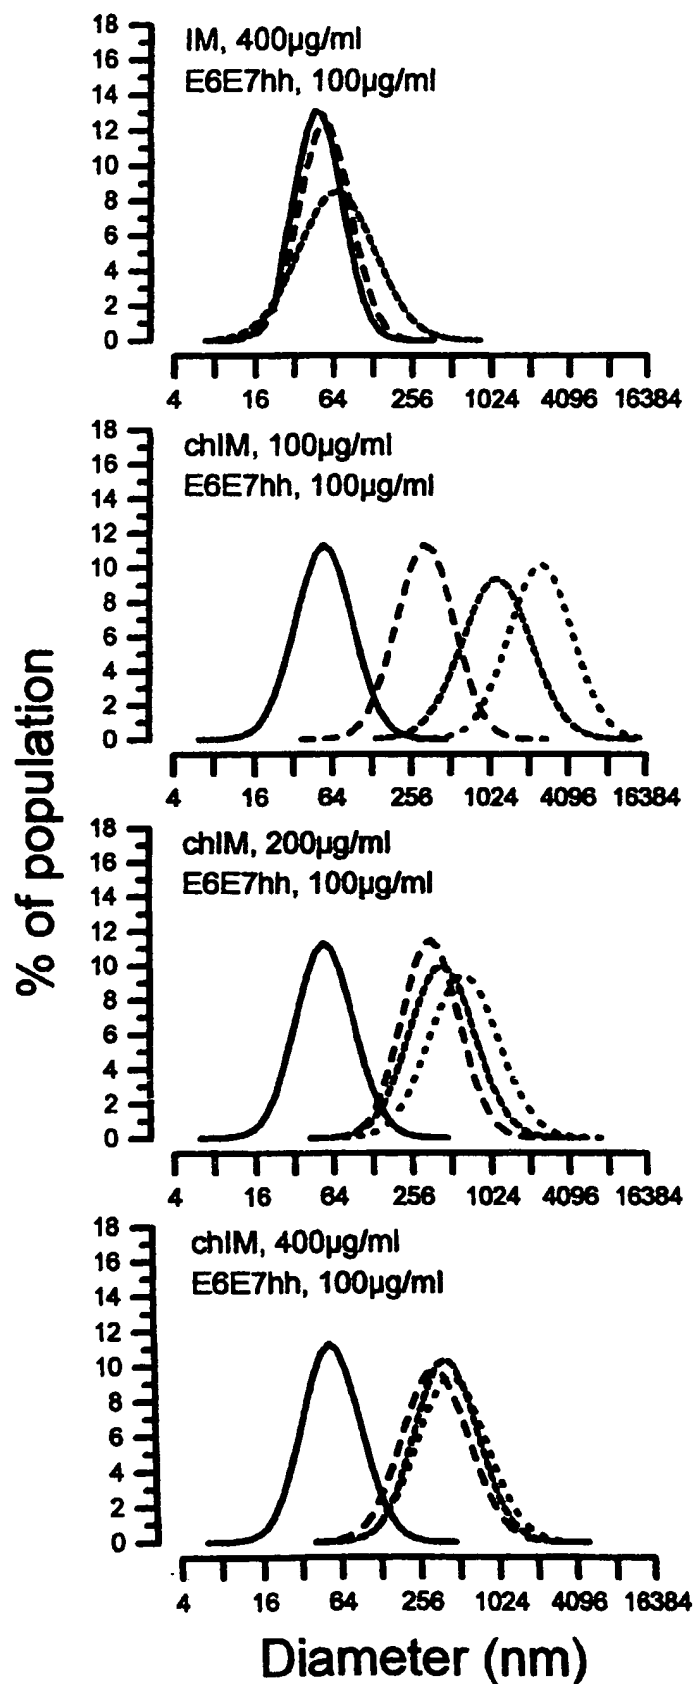 % of population
18
16
14
12
10
8
6
4
2
0
IM, 400µg/ml
E6E7hh, 100µg/ml
4 16 64 256 1024 4096 16384
18
16
14
12
10
8
6
4
2
0
chIM, 100µg/ml
E6E7hh, 100µg/ml
4 16 64 256 1024 4096 16384
18
16
14
12
10
8
6
4
2
0
chIM, 200µg/ml
E6E7hh, 100µg/ml
4 16 64 256 1024 4096 16384
18
16
14
12
10
8
6
4
2
0
chIM, 400µg/ml
E6E7hh, 100µg/ml
4 16 64 256 1024 4096 16384
Diameter (nm)